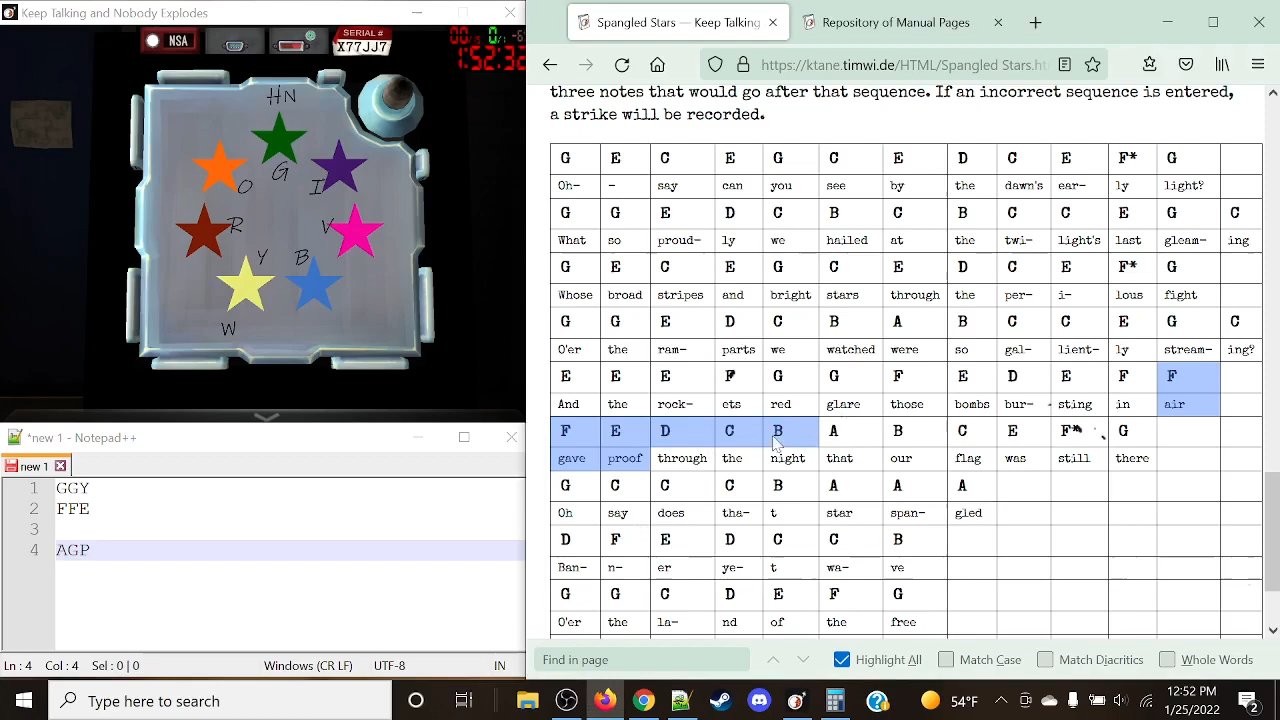 Keep Talking and Nobody Explodes
NSA
SERIAL #
X77JJ7
1:52:32
HN
G
O
I
R
V
Y
B
W
*new 1 - Notepad++
new 1
1 GGY
2 FFE
3
4 AGP
Ln : 4 Col : 4 Sel : 0 | 0
Windows (CR LF)
UTF-8
IN
Spangled Stars — Keep Talking
Repository of Manual Pages
https://ktane.timwi.de/HTML/Spangled Stars.ht
three notes that would go after that sequence. If an incorrect sequence is entered,
a strike will be recorded.
G E C E G C E D C E F* G
Oh- - say can you see by the dawn's ear- ly light?
G G E D C B C B C C E G C
What so proud- ly we hailed at the twi- light's last gleam- ing
G E C E G C E D C E F* G
Whose broad stripes and bright stars through the per- i- lous fight
G G E D C B A B C C E G C
O'er the ram- parts we watched were so gal- lient- ly stream- ing?
E E E F G G F E D E F F
And the rock- ets red glare those bombs bur- sting in air
F E D C B A B C E F* G
gave proof through the night that our flag was still there
G C C C B A A A
Oh say does tha- t star span- gled
D F E D C C B
Ban- n- er ye- t wa- ve
G G C D E F G
O'er the la- nd of the free
Find in page
Highlight All
Match Case
Match Diacritics
Whole Words
Type here to search
12:52 PM
1/25/2022
2